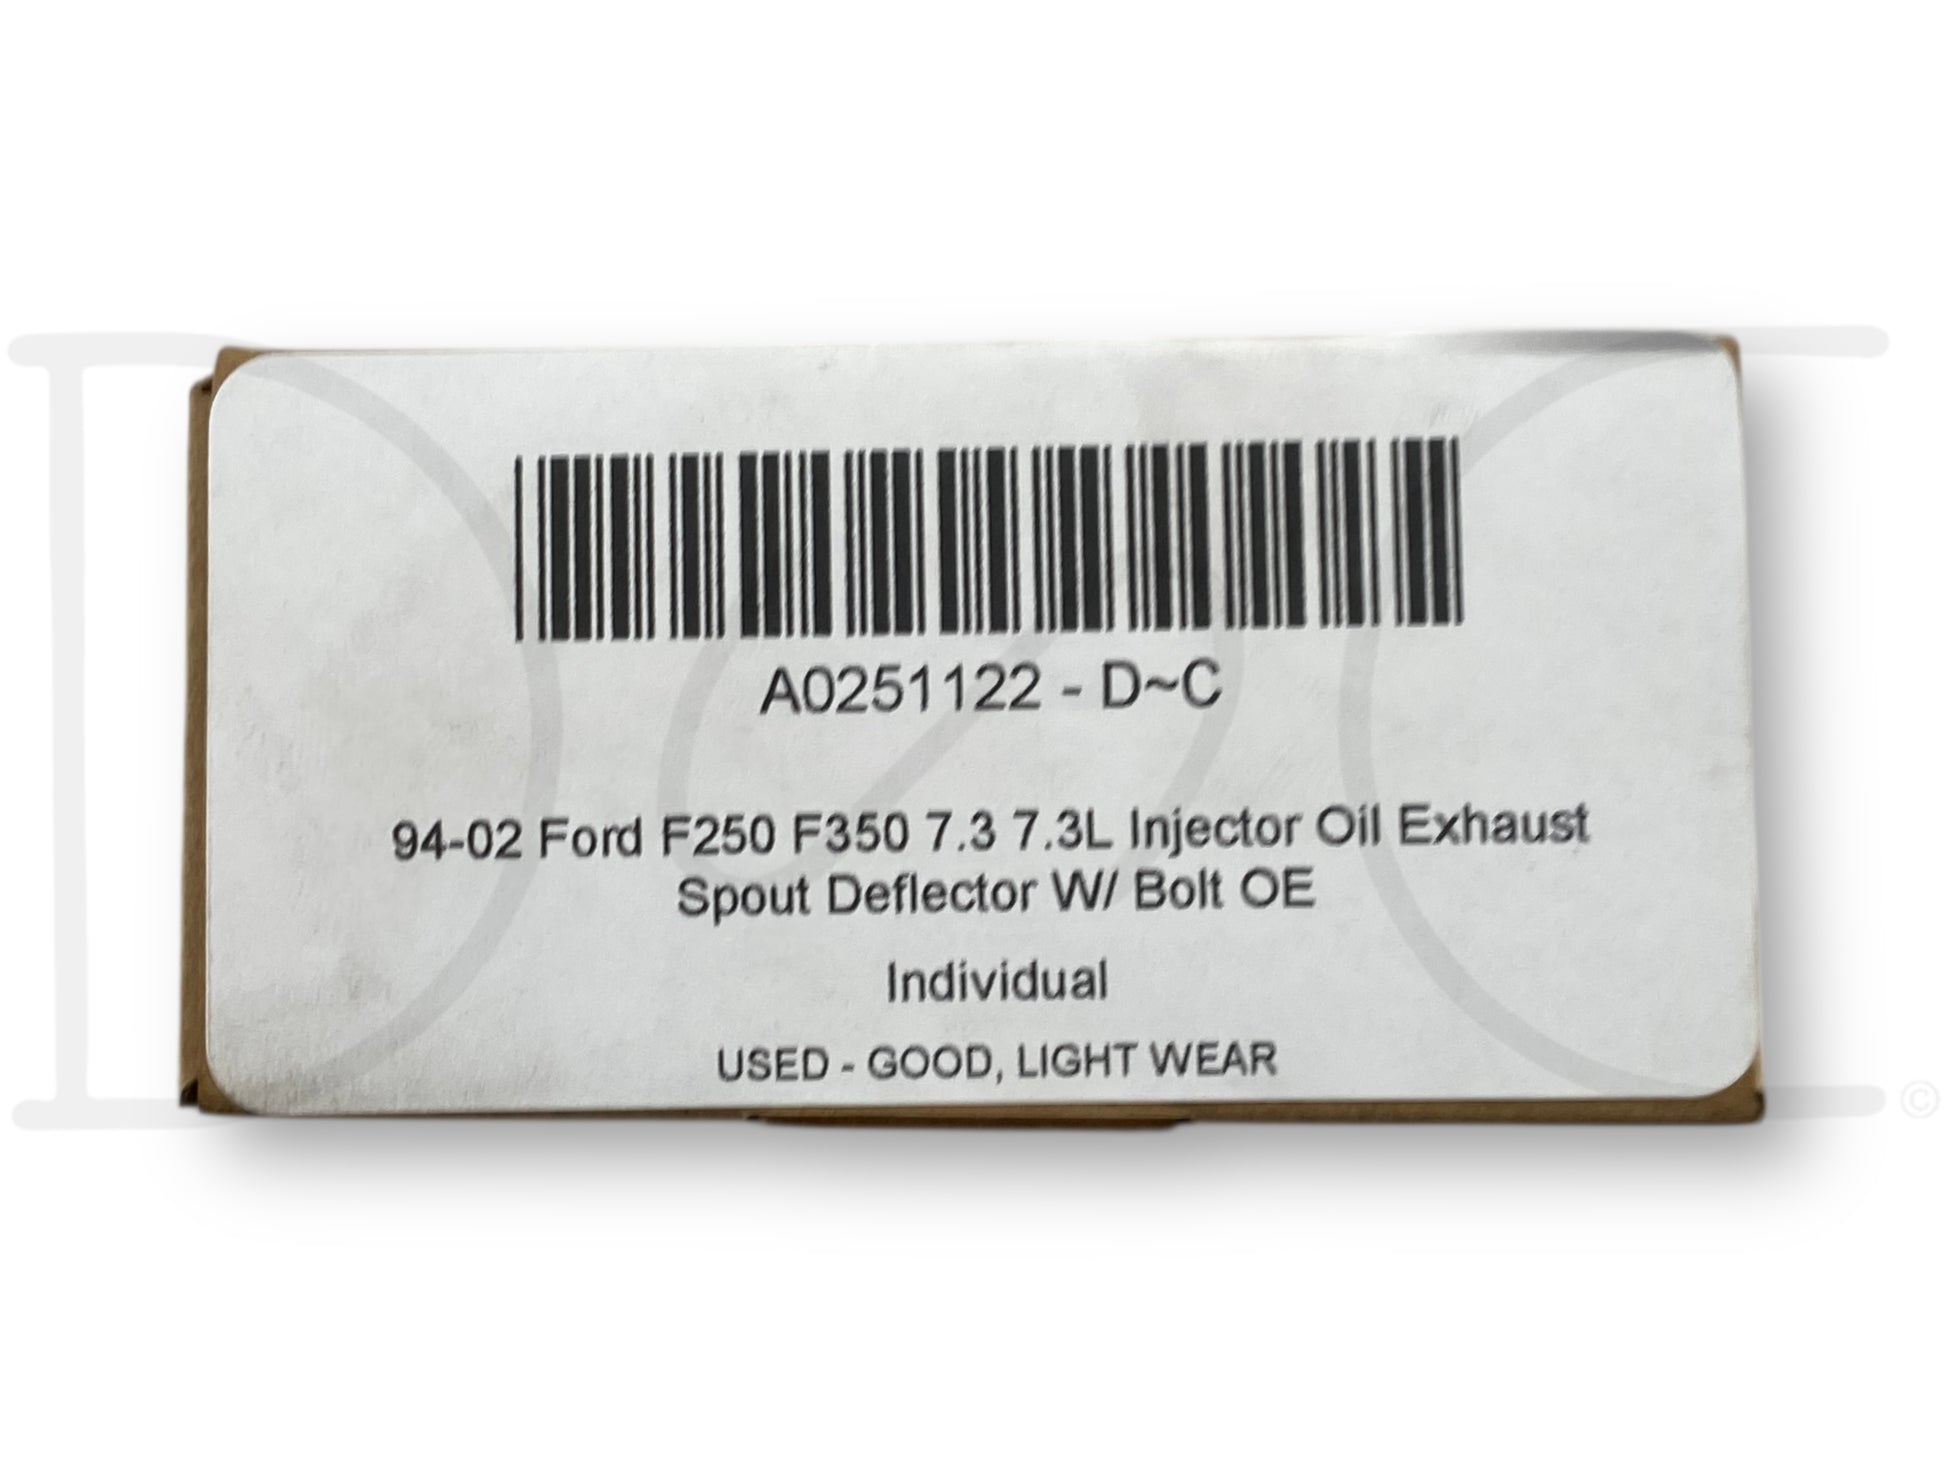 A0251122 - D~C
94-02 Ford F250 F350 7.3 7.3L Injector Oil Exhaust
Spout Deflector W/ Bolt OE
Individual
USED - GOOD, LIGHT WEAR
©